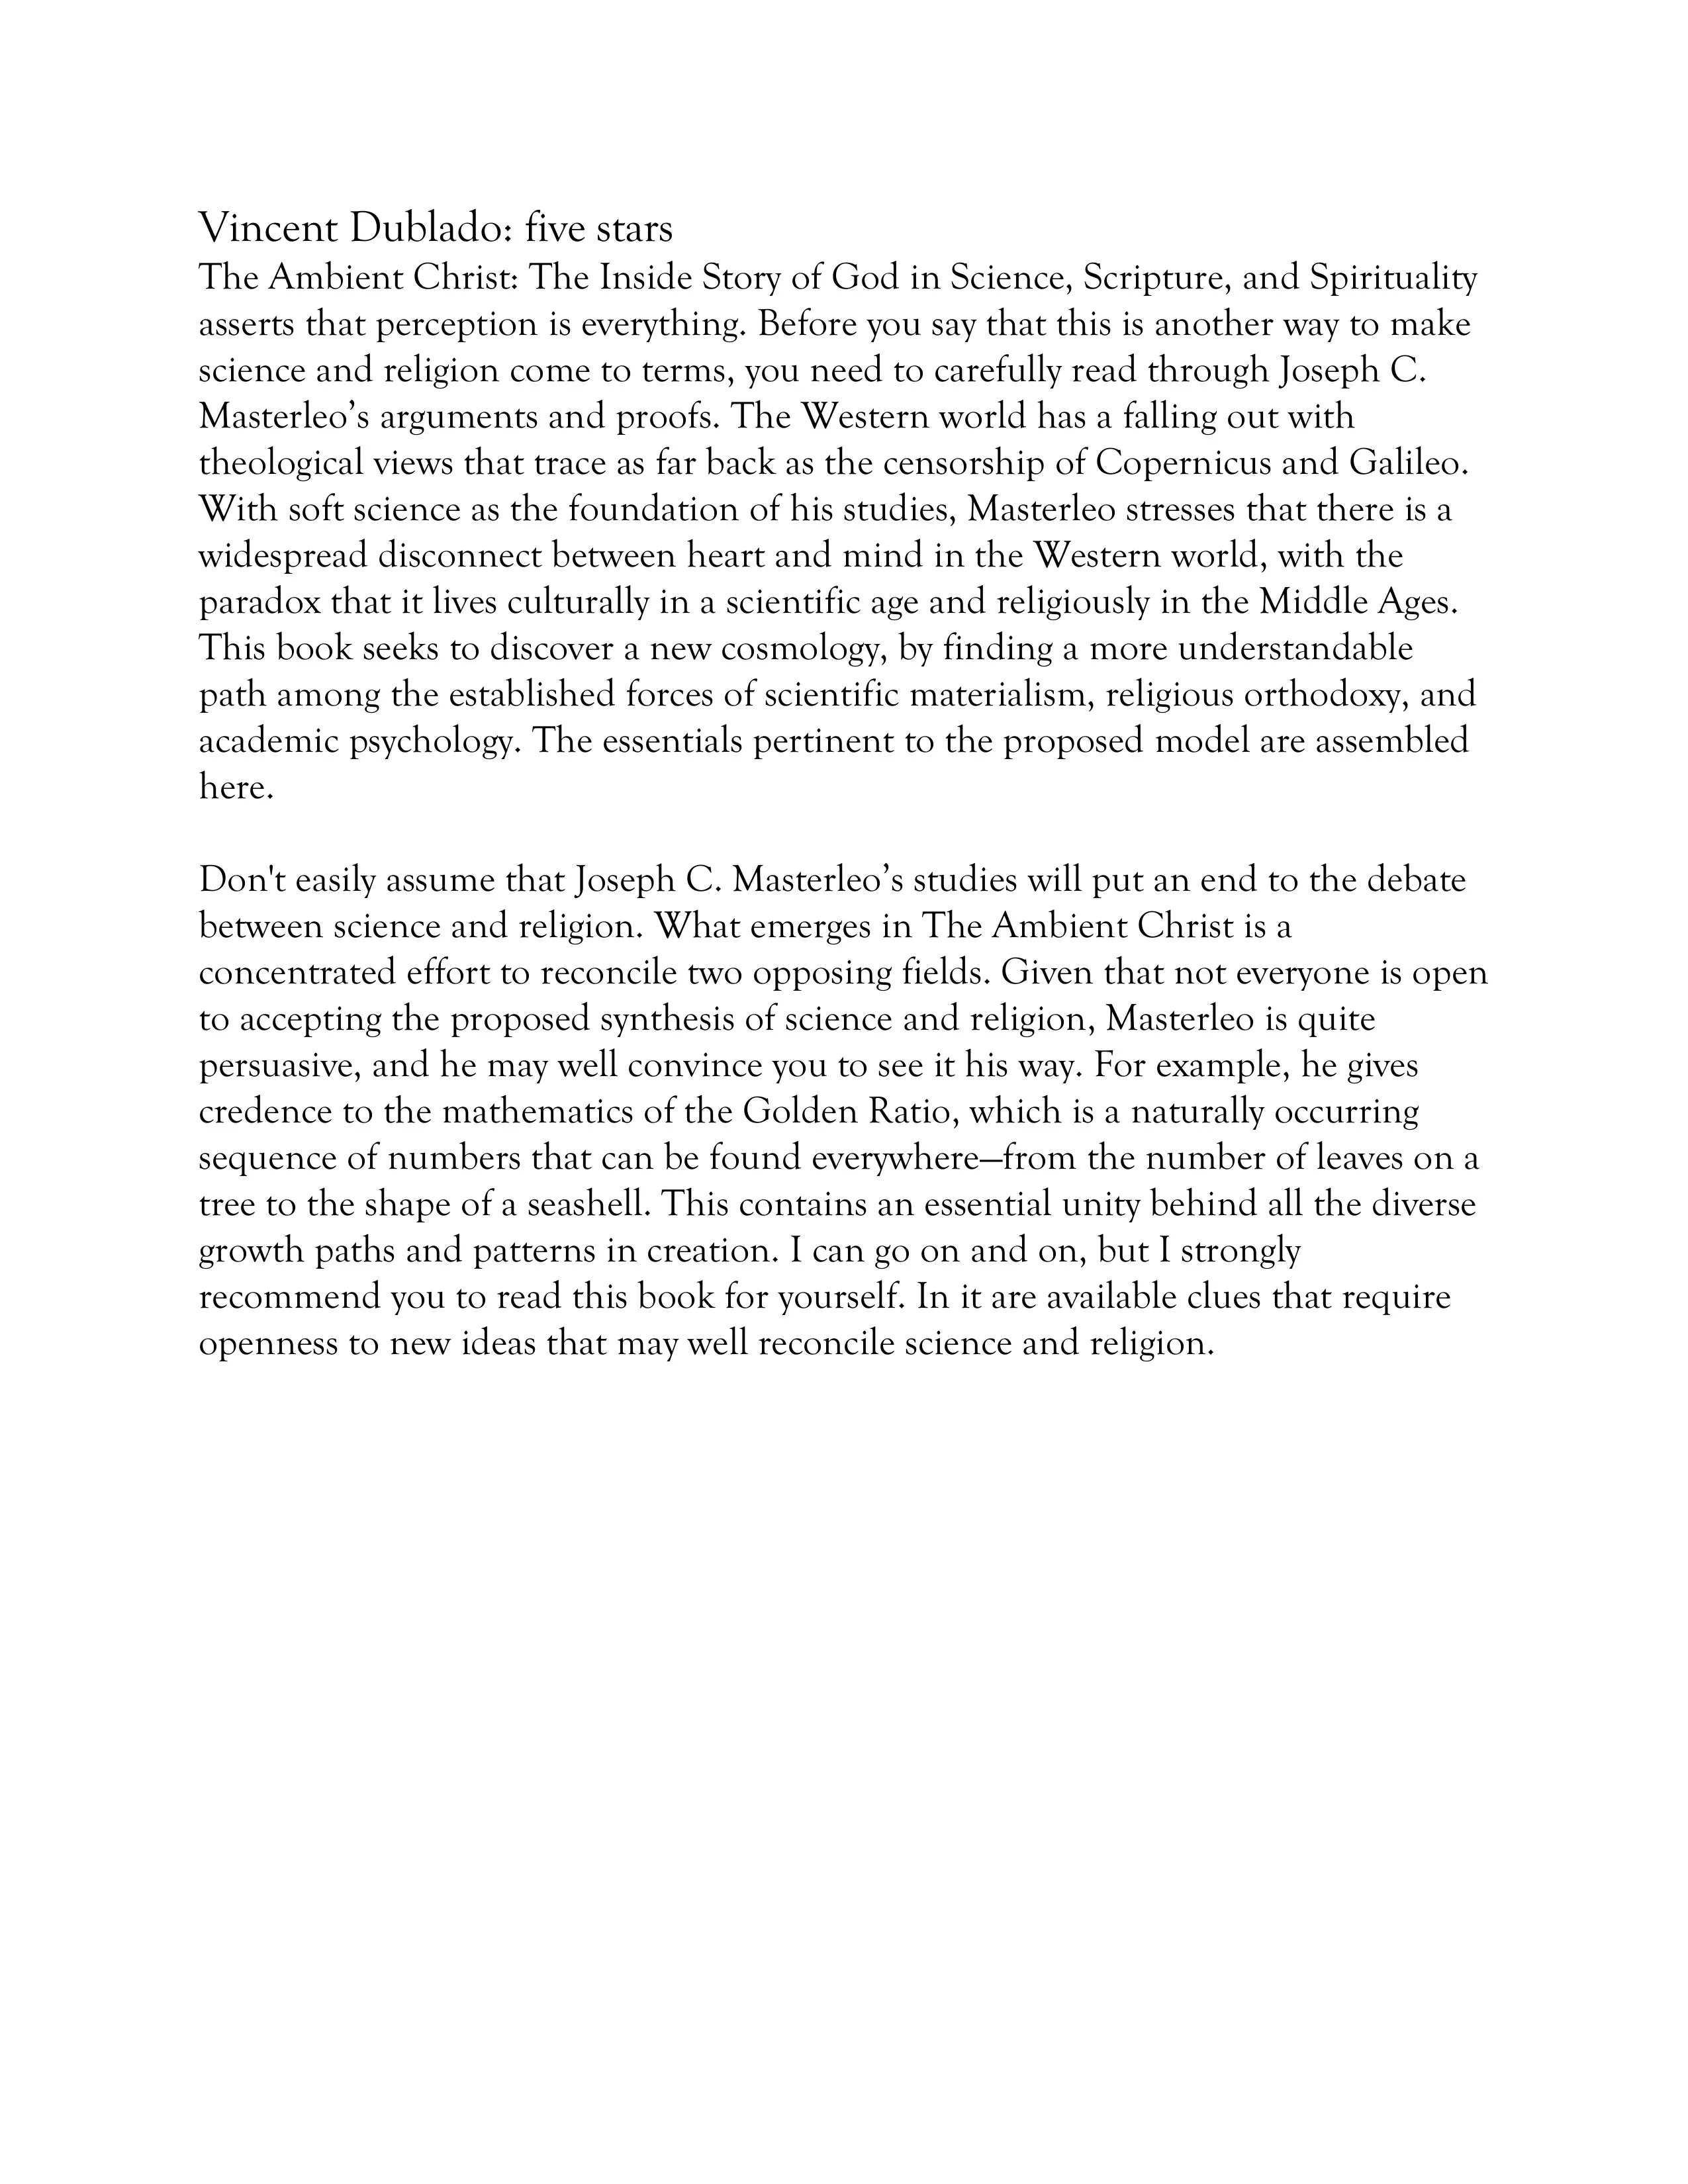 Vincent Dublado: five stars
The Ambient Christ: The Inside Story of God in Science, Scripture, and Spirituality
asserts that perception is everything. Before you say that this is another way to make
science and religion come to terms, you need to carefully read through Joseph C.
Masterleo’s arguments and proofs. The Western world has a falling out with
theological views that trace as far back as the censorship of Copernicus and Galileo.
With soft science as the foundation of his studies, Masterleo stresses that there is a
widespread disconnect between heart and mind in the Western world, with the
paradox that it lives culturally in a scientific age and religiously in the Middle Ages.
This book seeks to discover a new cosmology, by finding a more understandable
path among the established forces of scientific materialism, religious orthodoxy, and
academic psychology. The essentials pertinent to the proposed model are assembled
here.
Don't easily assume that Joseph C. Masterleo’s studies will put an end to the debate
between science and religion. What emerges in The Ambient Christ is a
concentrated effort to reconcile two opposing fields. Given that not everyone is open
to accepting the proposed synthesis of science and religion, Masterleo is quite
persuasive, and he may well convince you to see it his way. For example, he gives
credence to the mathematics of the Golden Ratio, which is a naturally occurring
sequence of numbers that can be found everywhere—from the number of leaves on a
tree to the shape of a seashell. This contains an essential unity behind all the diverse
growth paths and patterns in creation. I can go on and on, but I strongly
recommend you to read this book for yourself. In it are available clues that require
openness to new ideas that may well reconcile science and religion.